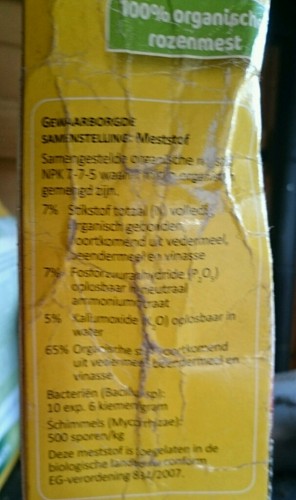 100% organisch
rozenmest
GEWAARBORGDE
SAMENSTELLING: Meststof
Samengestelde organische
NPK 7-7-5
gemengd zijn.
7% Stikstof totaal (N) volledig
organisch gebonden,
voortkomend uit vedermeel,
beendermeel en vinasse
7% Fosforzuuranhydride (P₂O₅)
oplosbaar in neutraal
ammoniumcitraat
5% Kaliumoxide (K₂O) oplosbaar in
water
65% Organische stof voortkomend
uit vedermeel, beendermeel en
vinasse
Bacteriën (Bacillus sp):
10 exp. 6 kiemen/gram
Schimmels (Mycorrhizae):
500 sporen/kg
Deze meststof is toegelaten in de
biologische landbouw conform
EG-verordening 834/2007.